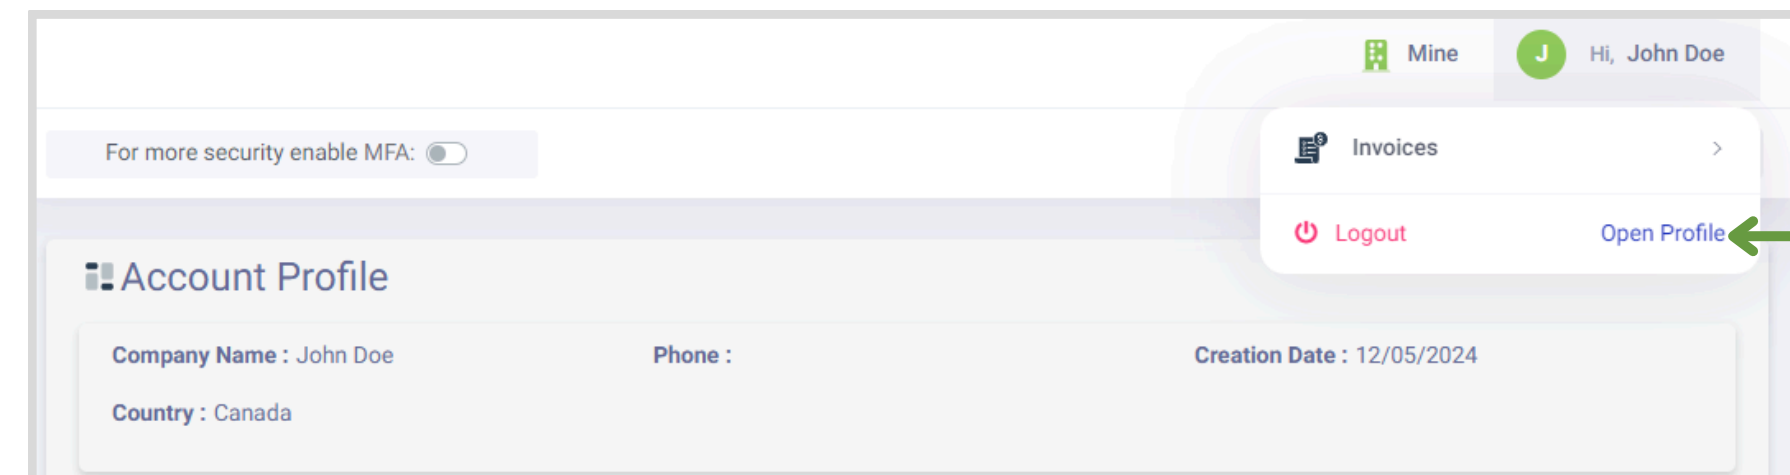 Mine
J Hi, John Doe
For more security enable MFA:
Invoices
Logout Open Profile
Account Profile
Company Name : John Doe Phone : Creation Date : 12/05/2024
Country : Canada